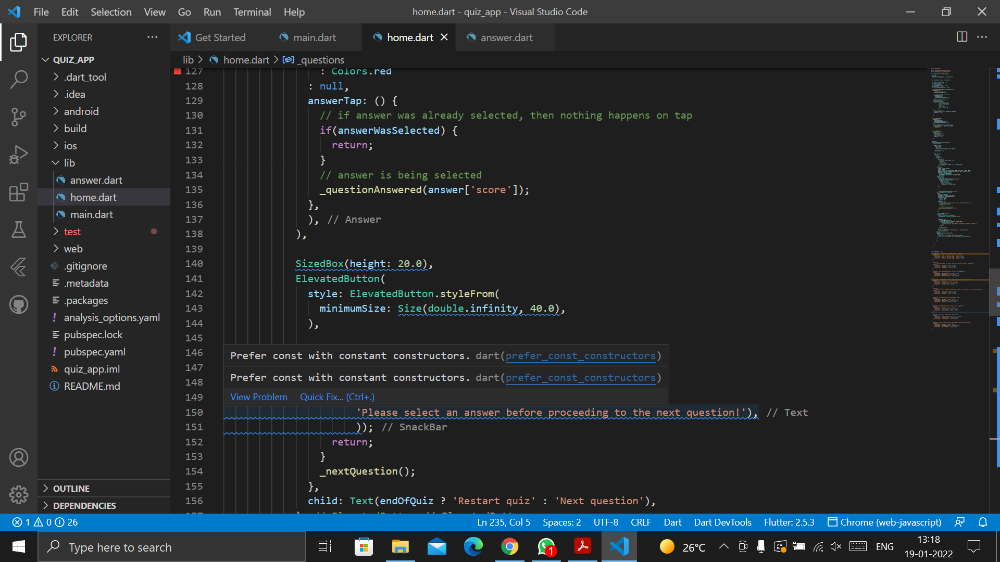 File Edit Selection View Go Run Terminal Help
home.dart - quiz_app - Visual Studio Code
EXPLORER
Get Started
main.dart
home.dart
answer.dart
lib > home.dart > _questions
QUIZ_APP
.dart_tool
.idea
android
build
ios
lib
answer.dart
home.dart
main.dart
test
web
.gitignore
.metadata
.packages
analysis_options.yaml
pubspec.lock
pubspec.yaml
quiz_app.iml
README.md
OUTLINE
DEPENDENCIES
127 : Colors.red
128 : null,
129 answerTap: () {
130 // if answer was already selected, then nothing happens on tap
131 if(answerWasSelected) {
132 return;
133 }
134 // answer is being selected
135 _questionAnswered(answer['score']);
136 },
137 ), // Answer
138 ),
139
140 SizedBox(height: 20.0),
141 ElevatedButton(
142 style: ElevatedButton.styleFrom(
143 minimumSize: Size(double.infinity, 40.0),
144 ),
145
146
147
148
149
Prefer const with constant constructors. dart(prefer_const_constructors)
Prefer const with constant constructors. dart(prefer_const_constructors)
View Problem Quick Fix... (Ctrl+.)
150 'Please select an answer before proceeding to the next question!'), // Text
151 )); // SnackBar
152 return;
153 }
154 _nextQuestion();
155 },
156 child: Text(endOfQuiz ? 'Restart quiz' : 'Next question'),
1 0 26
Ln 235, Col 5 Spaces: 2 UTF-8 CRLF Dart Dart DevTools Flutter: 2.5.3 Chrome (web-javascript)
Type here to search
1
26°C
ENG
13:18
19-01-2022